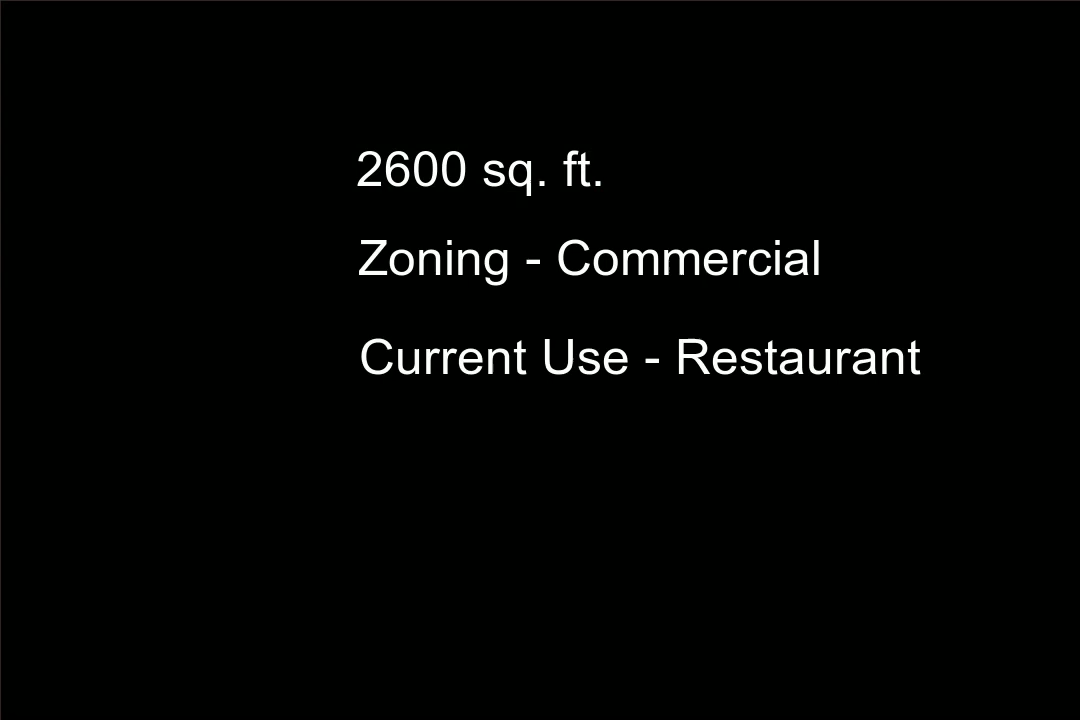 2600 sq. ft.
Zoning - Commercial
Current Use - Restaurant